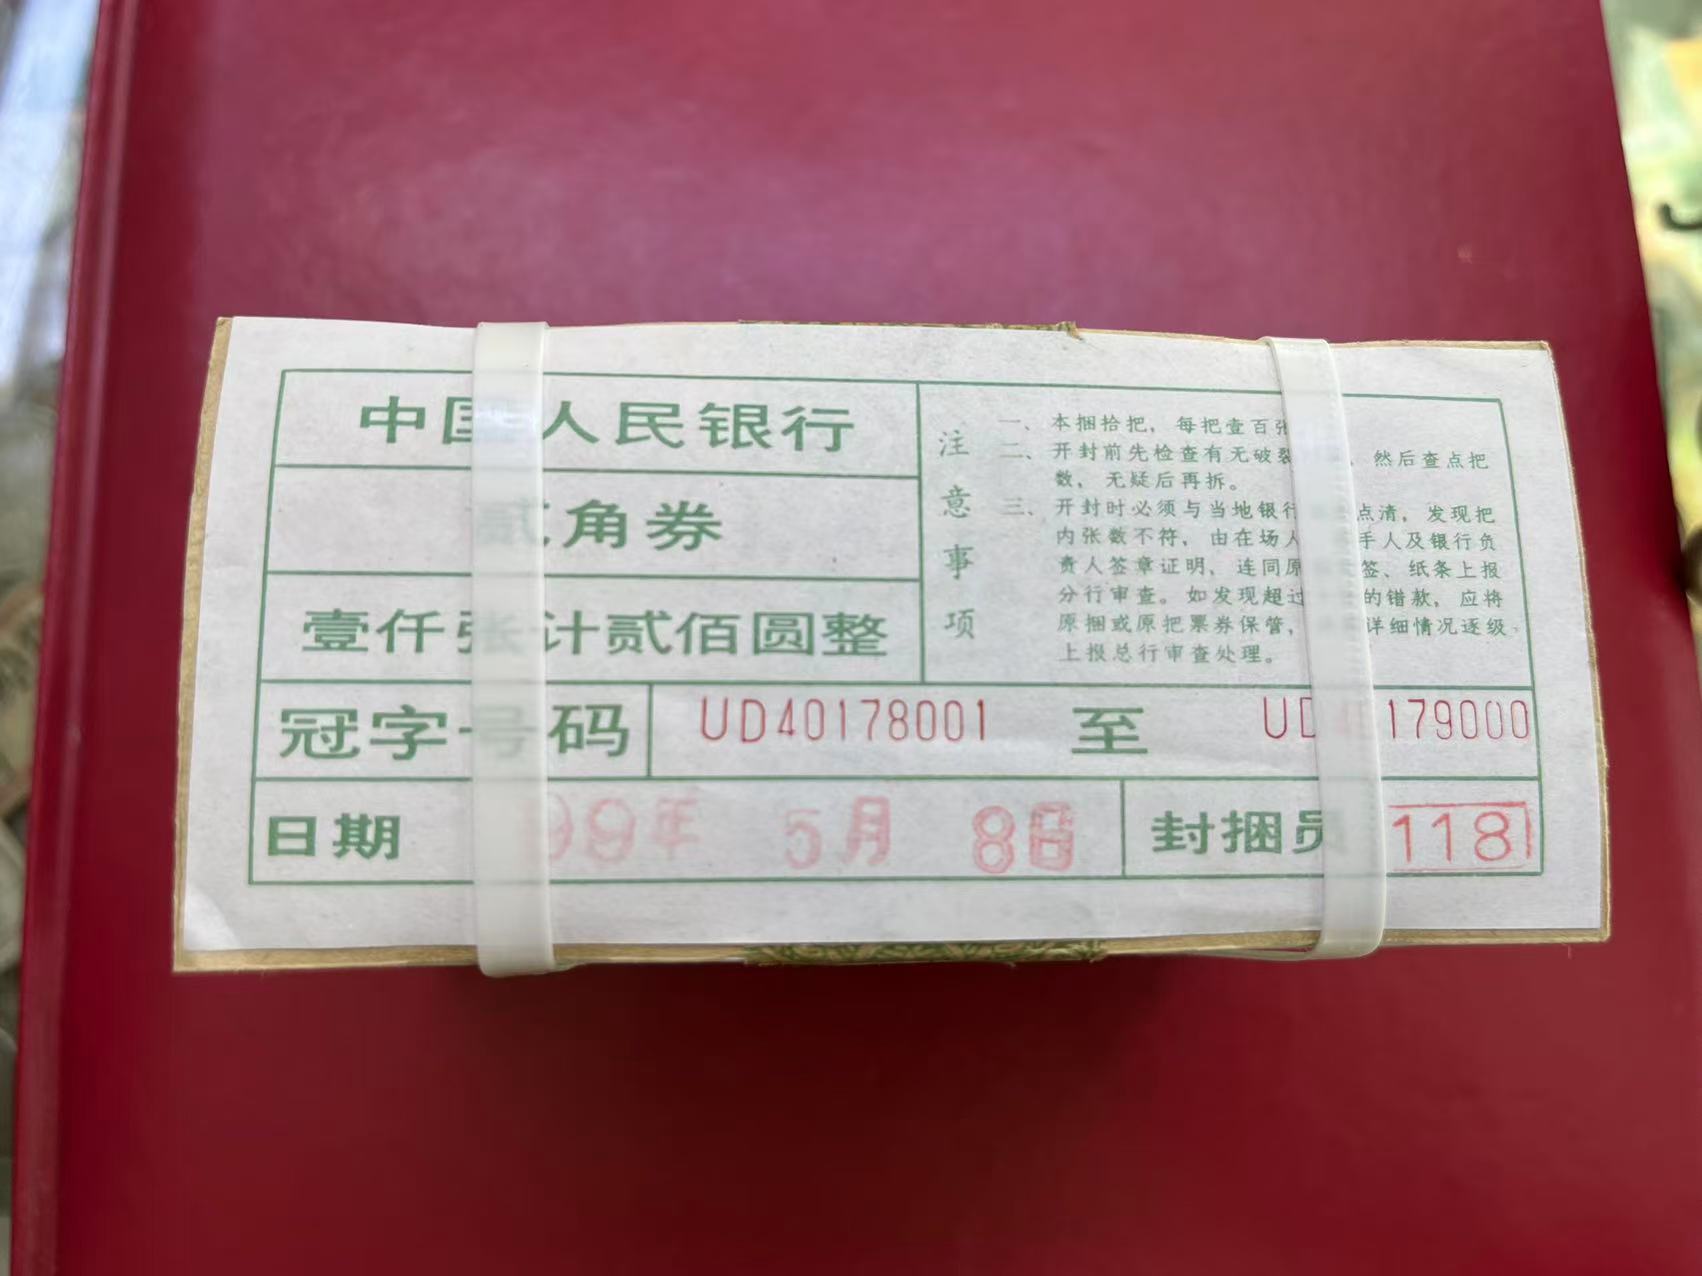 中国人民银行
贰角券
壹仟张计贰佰圆整
注意事项
一、本捆拾把，每把壹百张
二、开封前先检查有无破裂 ，然后查点把
数，无疑后再拆。
三、开封时必须与当地银行 点清，发现把
内张数不符，由在场人 手人及银行负
责人签章证明，连同原 签、纸条上报
分行审查。如发现超过 的错款，应将
原捆或原把票券保管， 详细情况逐级
上报总行审查处理。
冠字号码 UD40178001 至 UD 179000
日期 年 5月 8日 封捆员 118